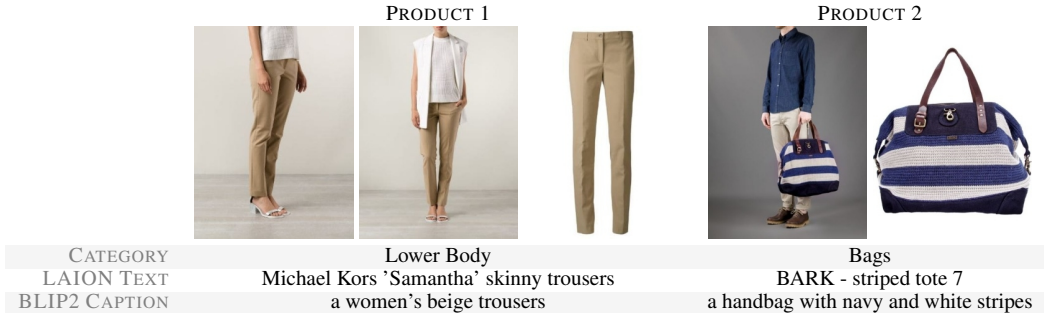 PRODUCT 1 PRODUCT 2
CATEGORY Lower Body Bags
LAION TEXT Michael Kors ’Samantha’ skinny trousers BARK - striped tote 7
BLIP2 CAPTION a women's beige trousers a handbag with navy and white stripes